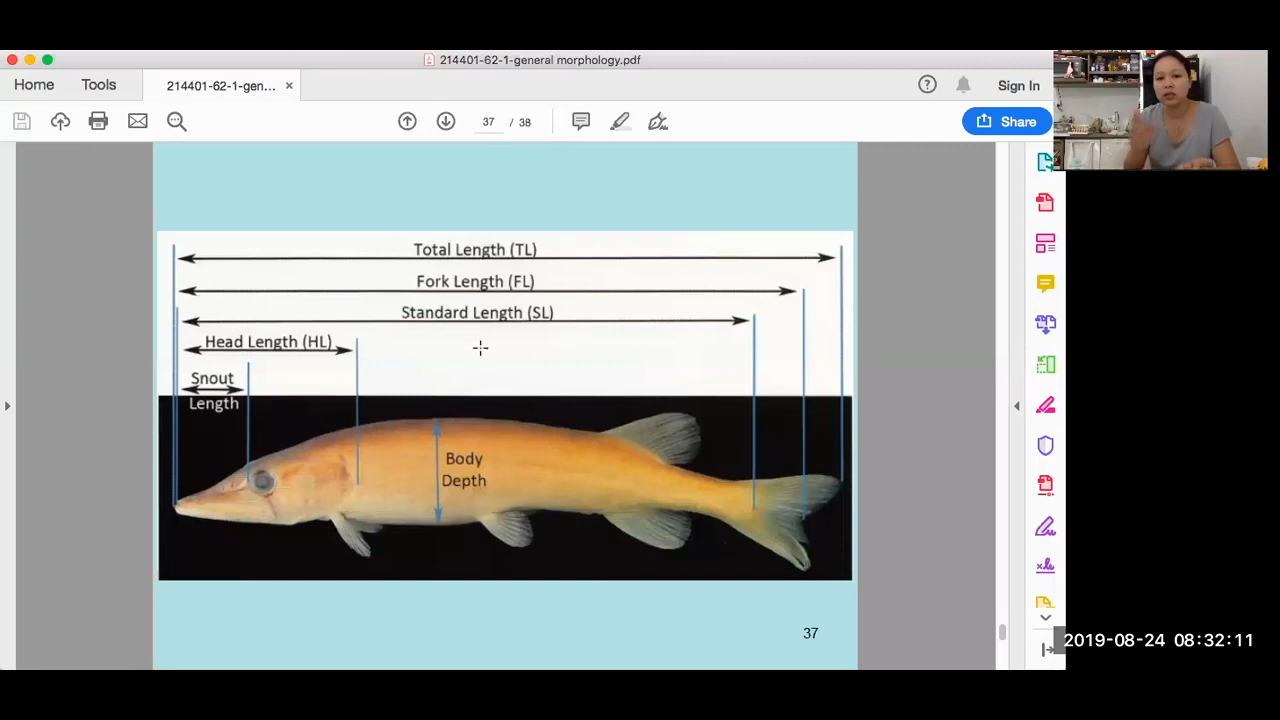 214401-62-1-general morphology.pdf
Home Tools 214401-62-1-gen... × Sign In
37 / 38 Share
Total Length (TL)
Fork Length (FL)
Standard Length (SL)
Head Length (HL)
Snout
Length
Body
Depth
37
2019-08-24 08:32:11